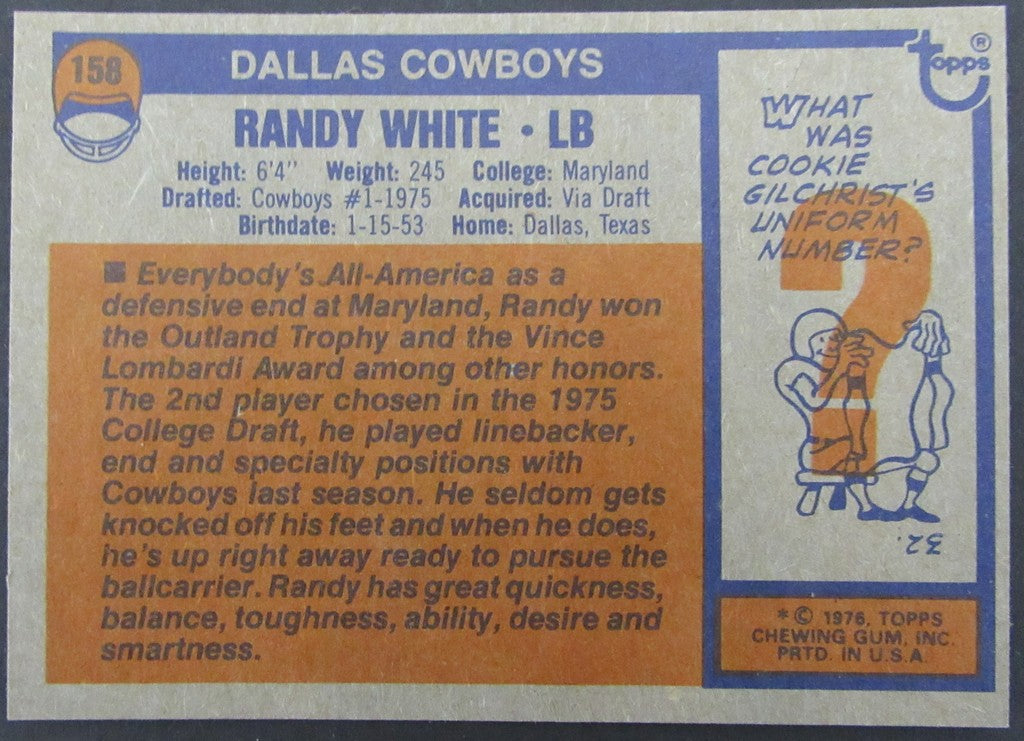 158
DALLAS COWBOYS
RANDY WHITE • LB
Height: 6'4" Weight: 245 College: Maryland
Drafted: Cowboys #1-1975 Acquired: Via Draft
Birthdate: 1-15-53 Home: Dallas, Texas
■ Everybody's All-America as a
defensive end at Maryland, Randy won
the Outland Trophy and the Vince
Lombardi Award among other honors.
The 2nd player chosen in the 1975
College Draft, he played linebacker,
end and specialty positions with
Cowboys last season. He seldom gets
knocked off his feet and when he does,
he's up right away ready to pursue the
ballcarrier. Randy has great quickness,
balance, toughness, ability, desire and
smartness.
topps ®
WHAT
WAS
COOKIE
GILCHRIST'S
UNIFORM
NUMBER?
?
32.
*© 1976, TOPPS
CHEWING GUM, INC.
PRTD. IN U.S.A.